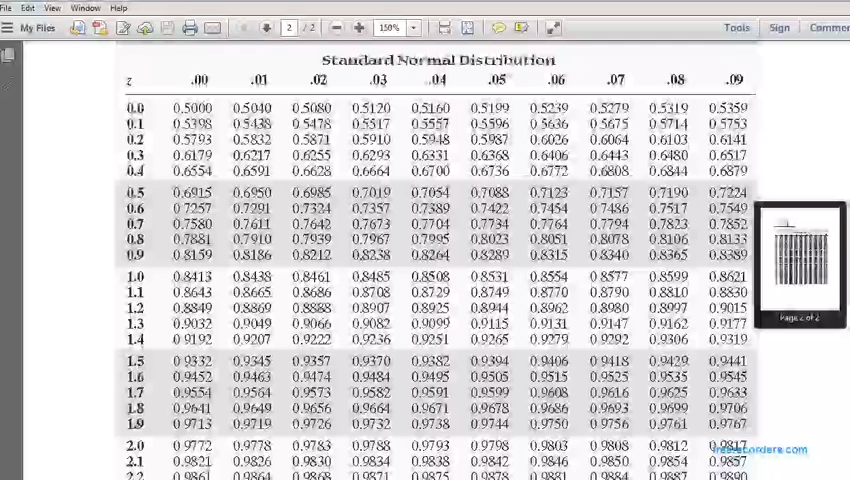 File Edit View Window Help
My Files 2 / 2 150% Tools Sign Comment
Standard Normal Distribution
z .00 .01 .02 .03 .04 .05 .06 .07 .08 .09
0.0 0.5000 0.5040 0.5080 0.5120 0.5160 0.5199 0.5239 0.5279 0.5319 0.5359
0.1 0.5398 0.5438 0.5478 0.5517 0.5557 0.5596 0.5636 0.5675 0.5714 0.5753
0.2 0.5793 0.5832 0.5871 0.5910 0.5948 0.5987 0.6026 0.6064 0.6103 0.6141
0.3 0.6179 0.6217 0.6255 0.6293 0.6331 0.6368 0.6406 0.6443 0.6480 0.6517
0.4 0.6554 0.6591 0.6628 0.6664 0.6700 0.6736 0.6772 0.6808 0.6844 0.6879
0.5 0.6915 0.6950 0.6985 0.7019 0.7054 0.7088 0.7123 0.7157 0.7190 0.7224
0.6 0.7257 0.7291 0.7324 0.7357 0.7389 0.7422 0.7454 0.7486 0.7517 0.7549
0.7 0.7580 0.7611 0.7642 0.7673 0.7704 0.7734 0.7764 0.7794 0.7823 0.7852
0.8 0.7881 0.7910 0.7939 0.7967 0.7995 0.8023 0.8051 0.8078 0.8106 0.8133
0.9 0.8159 0.8186 0.8212 0.8238 0.8264 0.8289 0.8315 0.8340 0.8365 0.8389
1.0 0.8413 0.8438 0.8461 0.8485 0.8508 0.8531 0.8554 0.8577 0.8599 0.8621
1.1 0.8643 0.8665 0.8686 0.8708 0.8729 0.8749 0.8770 0.8790 0.8810 0.8830
Page 2 of 2
1.2 0.8849 0.8869 0.8888 0.8907 0.8925 0.8944 0.8962 0.8980 0.8997 0.9015
1.3 0.9032 0.9049 0.9066 0.9082 0.9099 0.9115 0.9131 0.9147 0.9162 0.9177
1.4 0.9192 0.9207 0.9222 0.9236 0.9251 0.9265 0.9279 0.9292 0.9306 0.9319
1.5 0.9332 0.9345 0.9357 0.9370 0.9382 0.9394 0.9406 0.9418 0.9429 0.9441
1.6 0.9452 0.9463 0.9474 0.9484 0.9495 0.9505 0.9515 0.9525 0.9535 0.9545
1.7 0.9554 0.9564 0.9573 0.9582 0.9591 0.9599 0.9608 0.9616 0.9625 0.9633
1.8 0.9641 0.9649 0.9656 0.9664 0.9671 0.9678 0.9686 0.9693 0.9699 0.9706
1.9 0.9713 0.9719 0.9726 0.9732 0.9738 0.9744 0.9750 0.9756 0.9761 0.9767
2.0 0.9772 0.9778 0.9783 0.9788 0.9793 0.9798 0.9803 0.9808 0.9812 0.9817
2.1 0.9821 0.9826 0.9830 0.9834 0.9838 0.9842 0.9846 0.9850 0.9854 0.9857
2.2 0.9861 0.9864 0.9868 0.9871 0.9875 0.9878 0.9881 0.9884 0.9887 0.9890